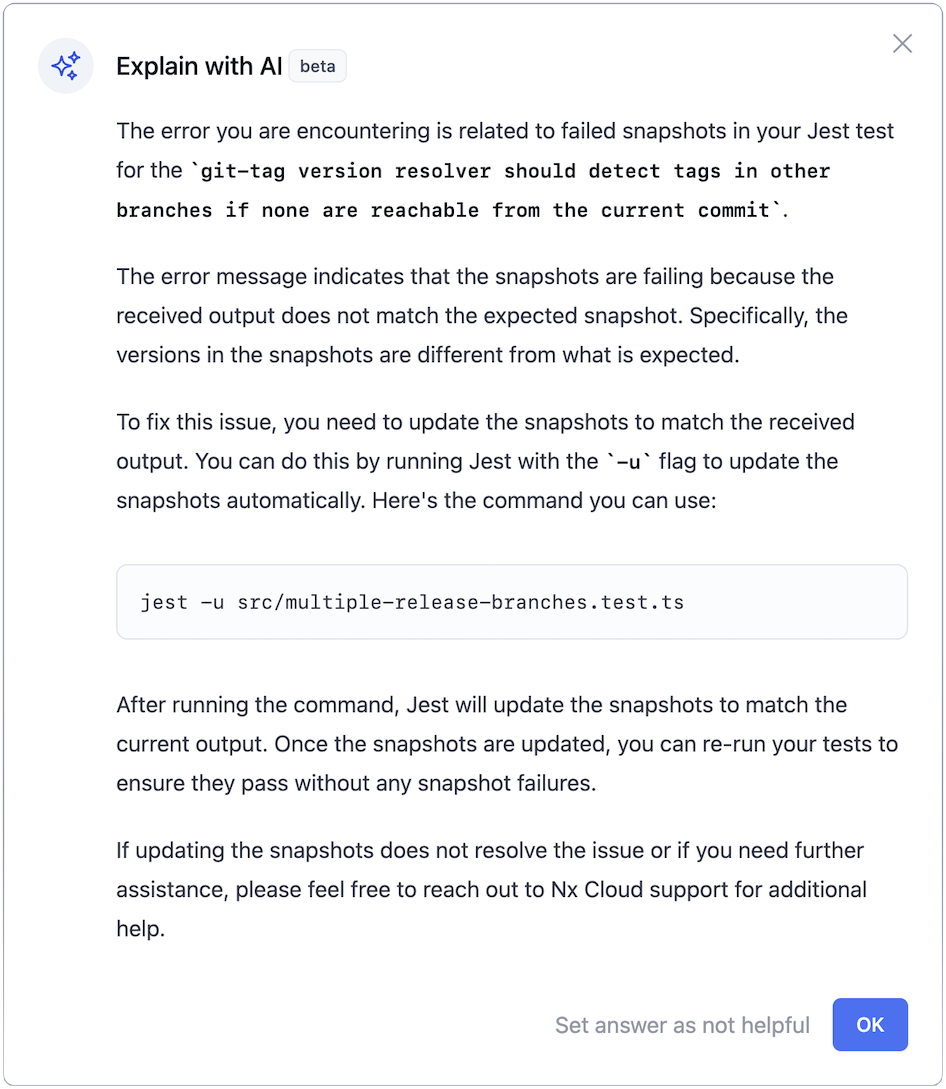 Explain with AI beta
The error you are encountering is related to failed snapshots in your Jest test
for the `git-tag version resolver should detect tags in other
branches if none are reachable from the current commit`.
The error message indicates that the snapshots are failing because the
received output does not match the expected snapshot. Specifically, the
versions in the snapshots are different from what is expected.
To fix this issue, you need to update the snapshots to match the received
output. You can do this by running Jest with the `-u` flag to update the
snapshots automatically. Here's the command you can use:
jest -u src/multiple-release-branches.test.ts
After running the command, Jest will update the snapshots to match the
current output. Once the snapshots are updated, you can re-run your tests to
ensure they pass without any snapshot failures.
If updating the snapshots does not resolve the issue or if you need further
assistance, please feel free to reach out to Nx Cloud support for additional
help.
Set answer as not helpful OK